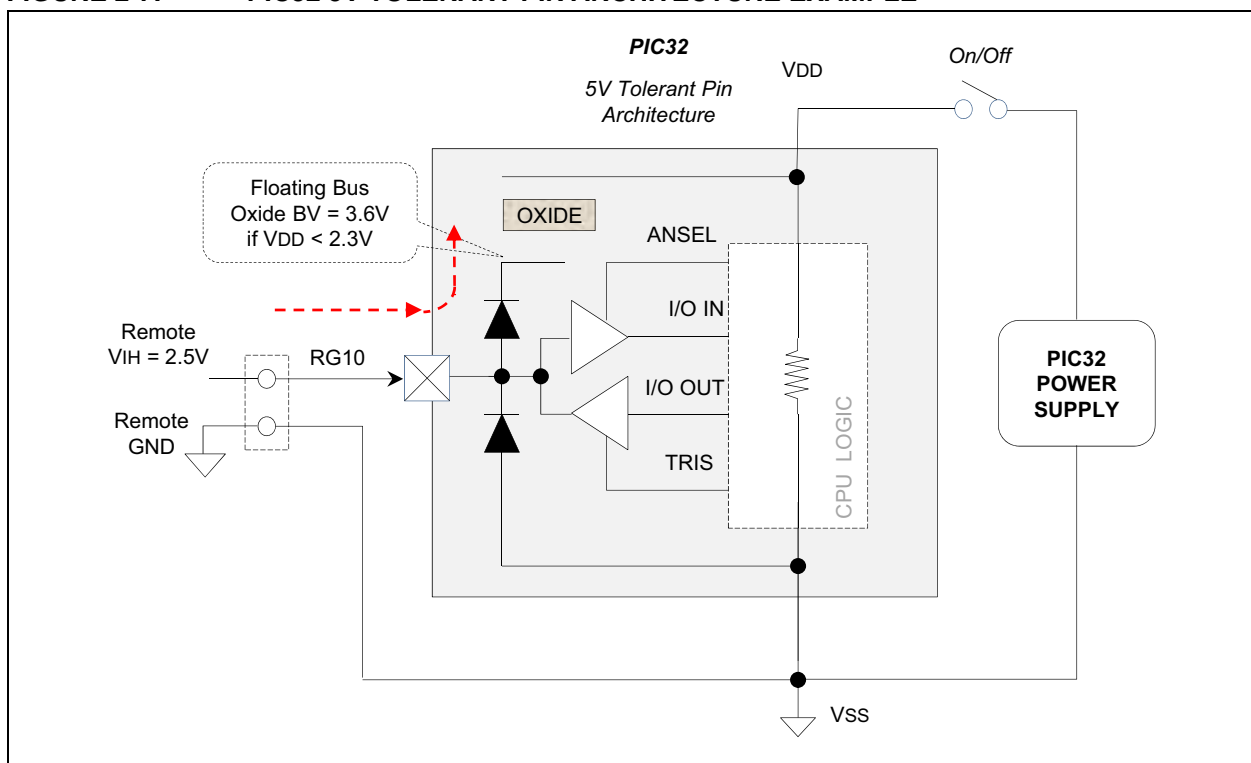 PIC32
5V Tolerant Pin
Architecture
VDD
On/Off
Floating Bus
Oxide BV = 3.6V
if VDD < 2.3V
OXIDE
ANSEL
I/O IN
Remote
VIH = 2.5V
RG10
I/O OUT
Remote
GND
TRIS
CPU LOGIC
PIC32
POWER
SUPPLY
VSS